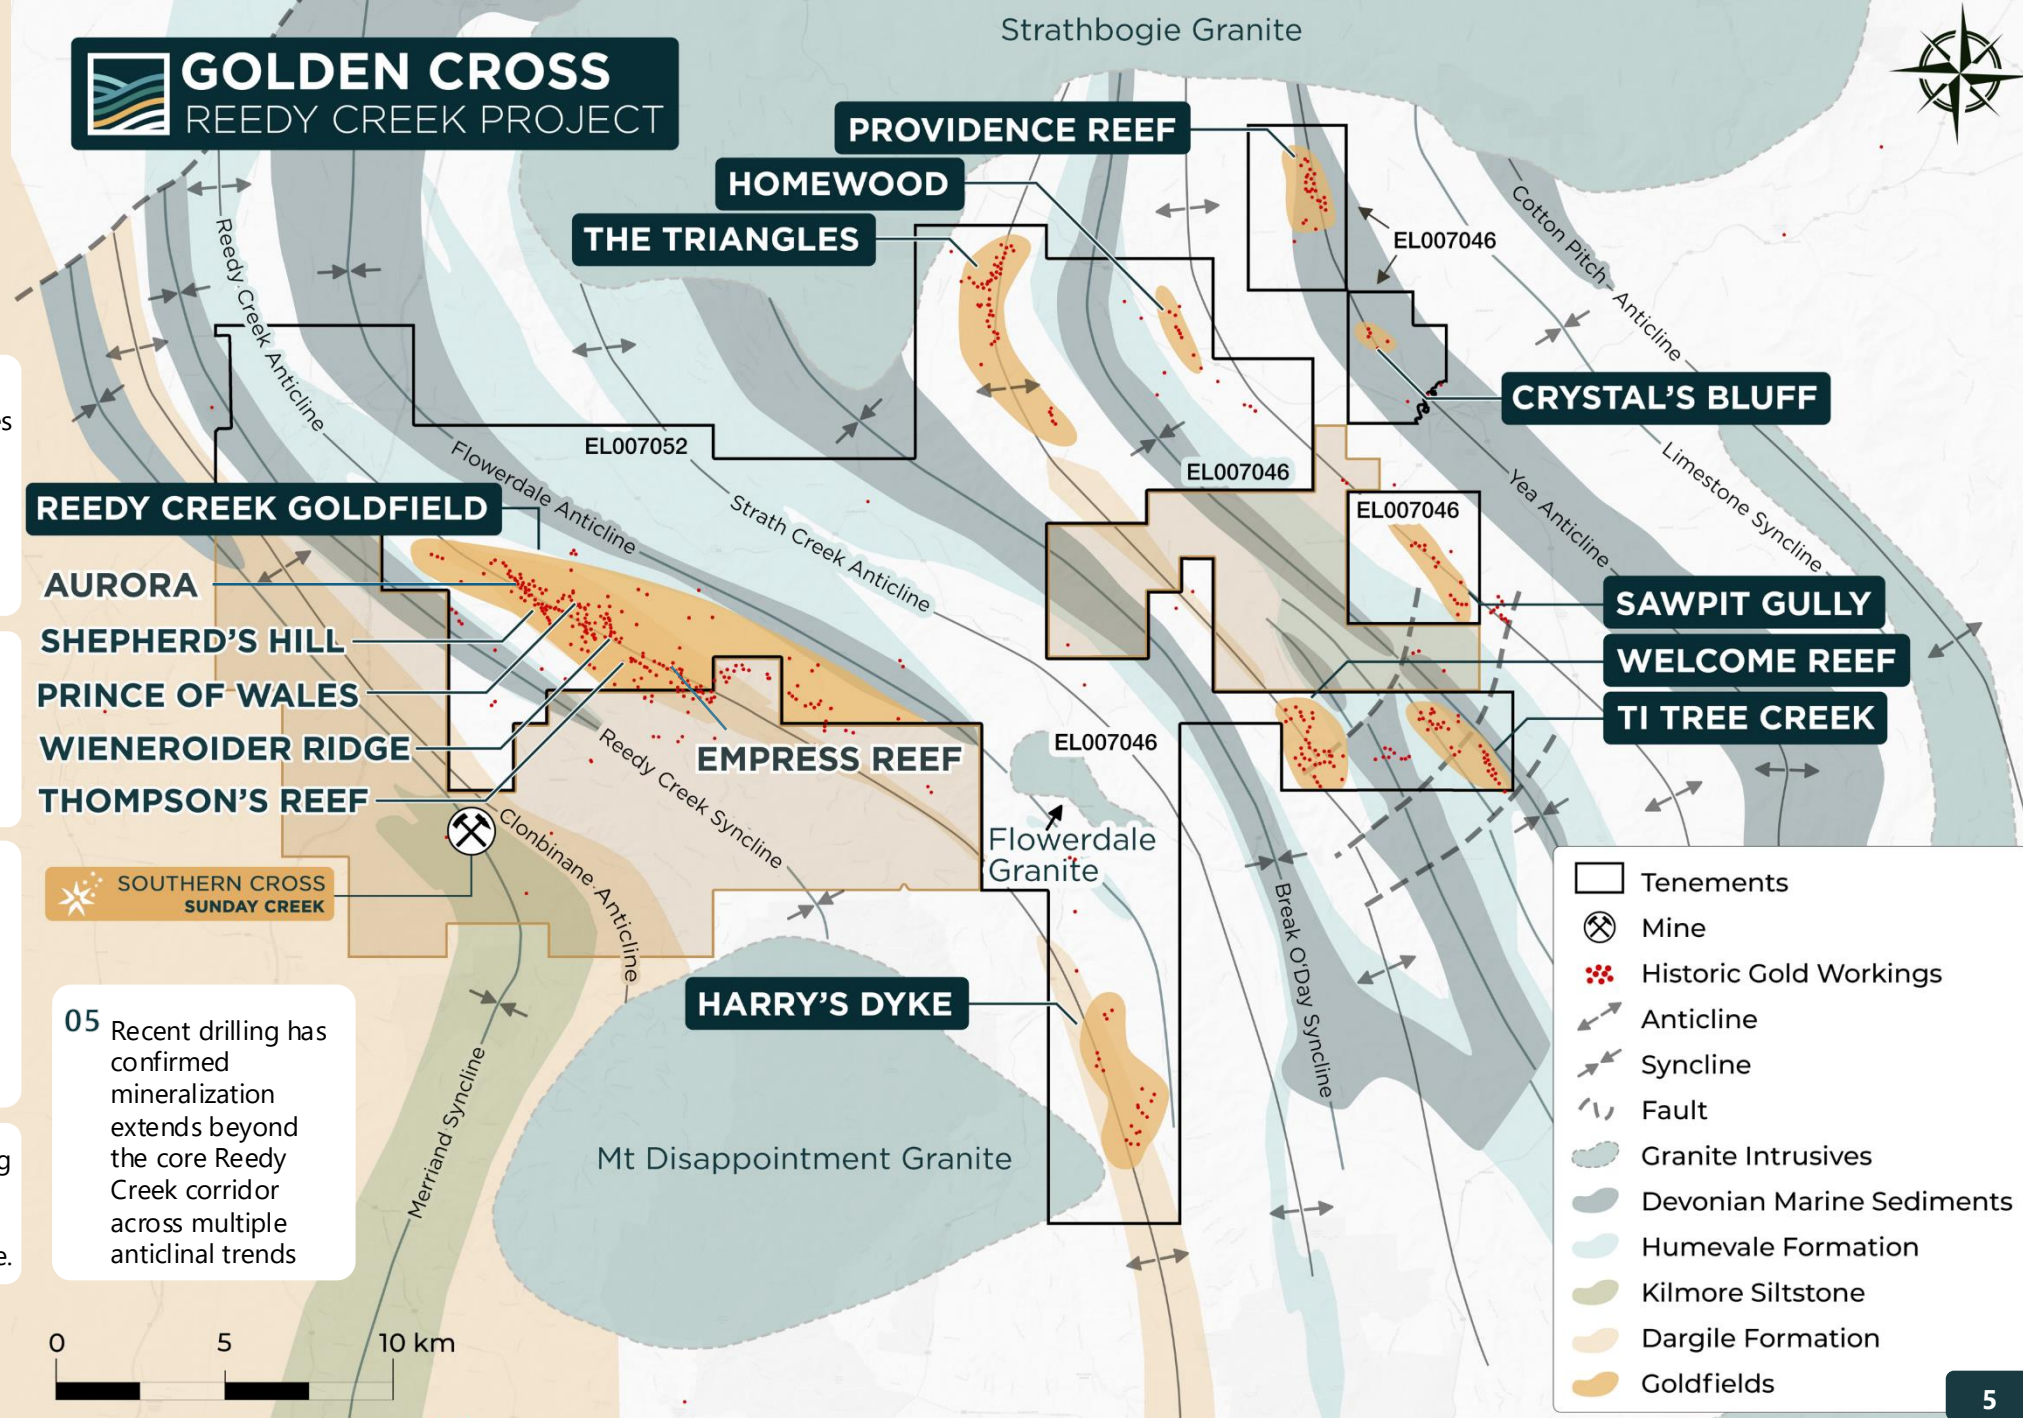 Strathbogie Granite
GOLDEN CROSS
REEDY CREEK PROJECT
PROVIDENCE REEF
HOMEWOOD
THE TRIANGLES
EL007046
Cotton Pitch - Anticline
Reedy Creek Anticline
CRYSTAL'S BLUFF
es
EL007052
Flowerdale Anticline
EL007046
Yea Anticline
Limestone Syncline
REEDY CREEK GOLDFIELD
Strath Creek Anticline
EL007046
AURORA
SAWPIT GULLY
SHEPHERD'S HILL
WELCOME REEF
PRINCE OF WALES
TI TREE CREEK
WIENEROIDER RIDGE
EMPRESS REEF
EL007046
Reedy Creek Syncline
THOMPSON'S REEF
Clonbinane Anticline
Flowerdale
Granite
SOUTHERN CROSS
SUNDAY CREEK
Break O'Day Syncline
HARRY'S DYKE
05
Recent drilling has
confirmed
mineralization
extends beyond
the core Reedy
Creek corridor
across multiple
anticlinal trends
g
e.
Merriand Syncline
Mt Disappointment Granite
0 5 10 km
Tenements
Mine
Historic Gold Workings
Anticline
Syncline
Fault
Granite Intrusives
Devonian Marine Sediments
Humevale Formation
Kilmore Siltstone
Dargile Formation
Goldfields
5